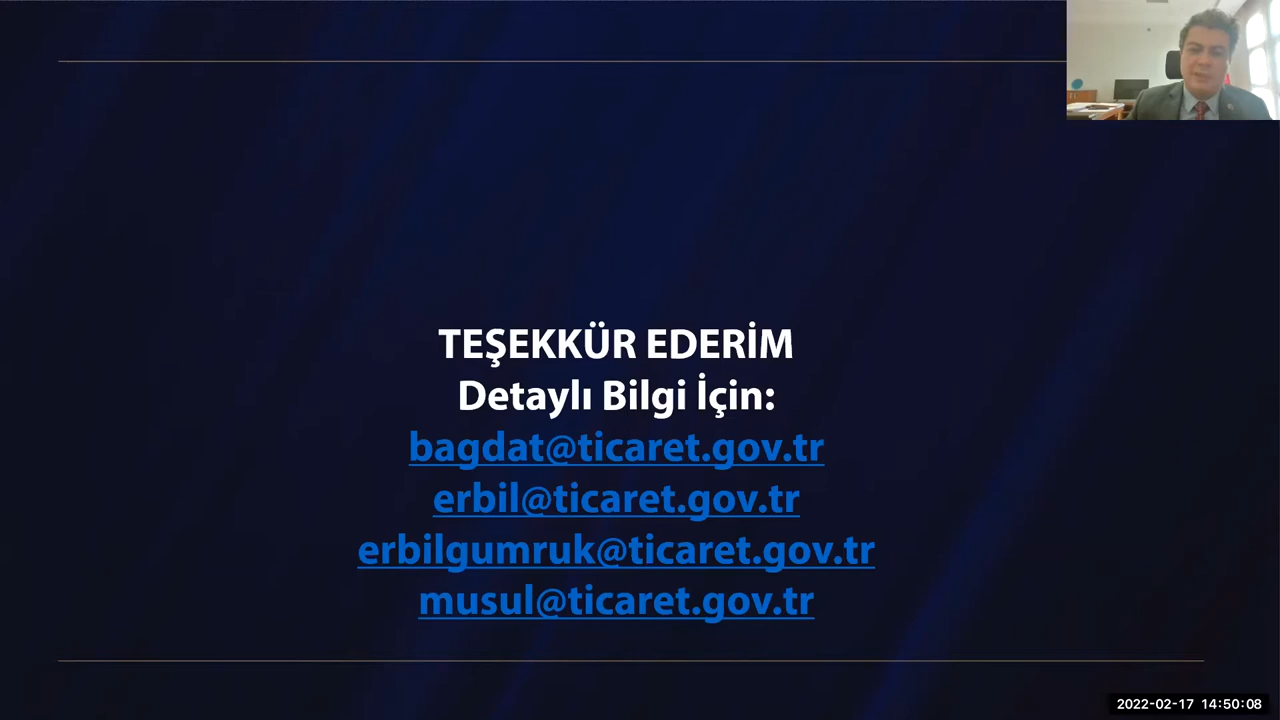 TEŞEKKÜR EDERİM
Detaylı Bilgi İçin:
bagdat@ticaret.gov.tr
erbil@ticaret.gov.tr
erbilgumruk@ticaret.gov.tr
musul@ticaret.gov.tr
2022-02-17 14:50:08